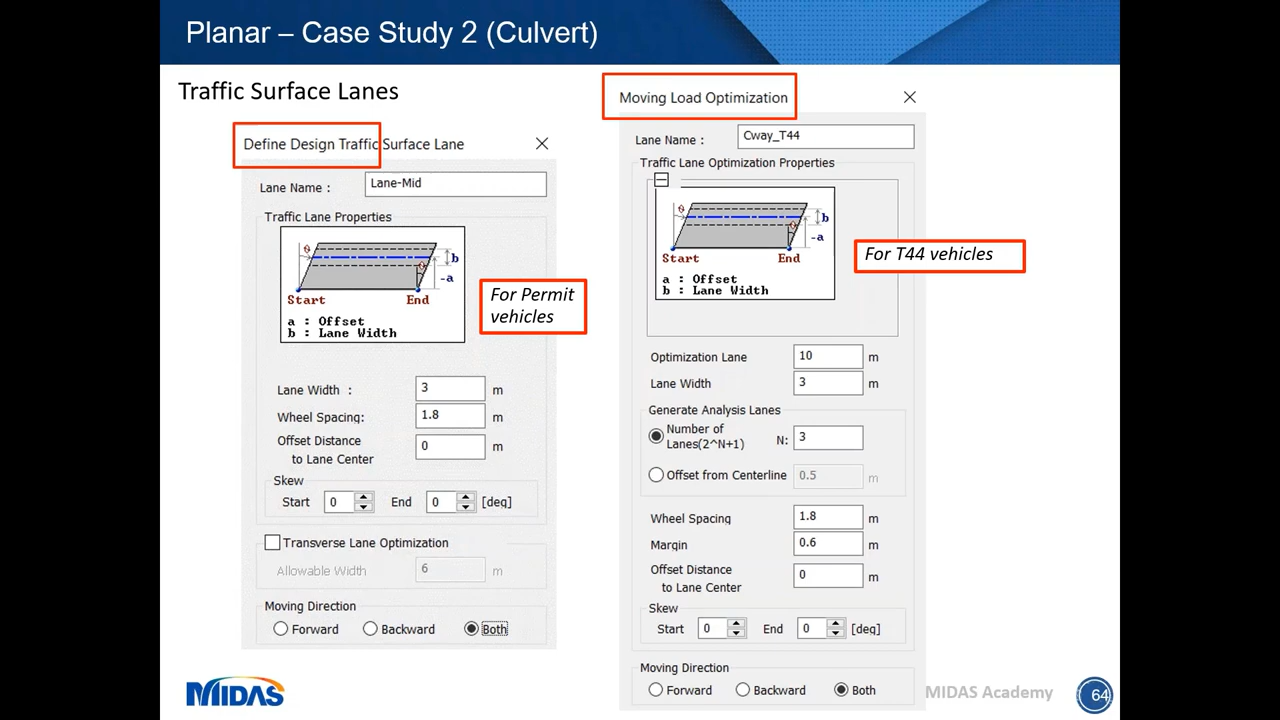 Planar – Case Study 2 (Culvert)
Traffic Surface Lanes
Define Design Traffic Surface Lane
Lane Name :
Lane-Mid
Traffic Lane Properties
θ
θ
b
-a
Start
End
a : Offset
b : Lane Width
For Permit
vehicles
Lane Width :
3
m
Wheel Spacing:
1.8
m
Offset Distance
to Lane Center
0
m
Skew
Start
0
End
0
[deg]
Transverse Lane Optimization
Allowable Width
6
m
Moving Direction
Forward
Backward
Both
Moving Load Optimization
Lane Name :
Cway_T44
Traffic Lane Optimization Properties
θ
θ
b
-a
Start
End
a : Offset
b : Lane Width
For T44 vehicles
Optimization Lane
10
m
Lane Width
3
m
Generate Analysis Lanes
Number of
Lanes(2^N+1)
N:
3
Offset from Centerline
0.5
m
Wheel Spacing
1.8
m
Margin
0.6
m
Offset Distance
to Lane Center
0
m
Skew
Start
0
End
0
[deg]
Moving Direction
Forward
Backward
Both
MIDAS
MIDAS Academy
64